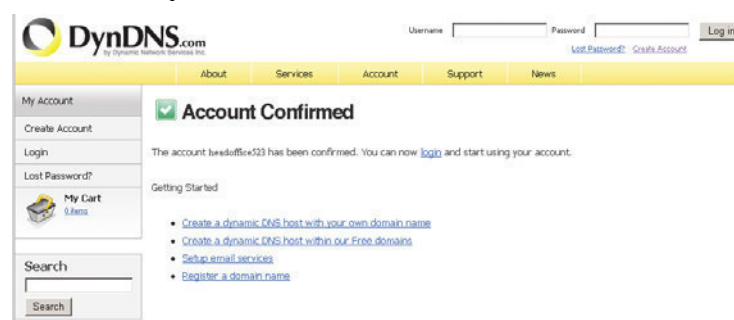 DynDNS.com
by Dynamic Network Services Inc.
Username
Password
Log in
Lost Password? Create Account
About Services Account Support News
My Account
Create Account
Login
Lost Password?
My Cart
0 items
Search
Search
Account Confirmed
The account headoffice523 has been confirmed. You can now login and start using your account.
Getting Started
Create a dynamic DNS host with your own domain name
Create a dynamic DNS host within our Free domains
Setup email services
Register a domain name